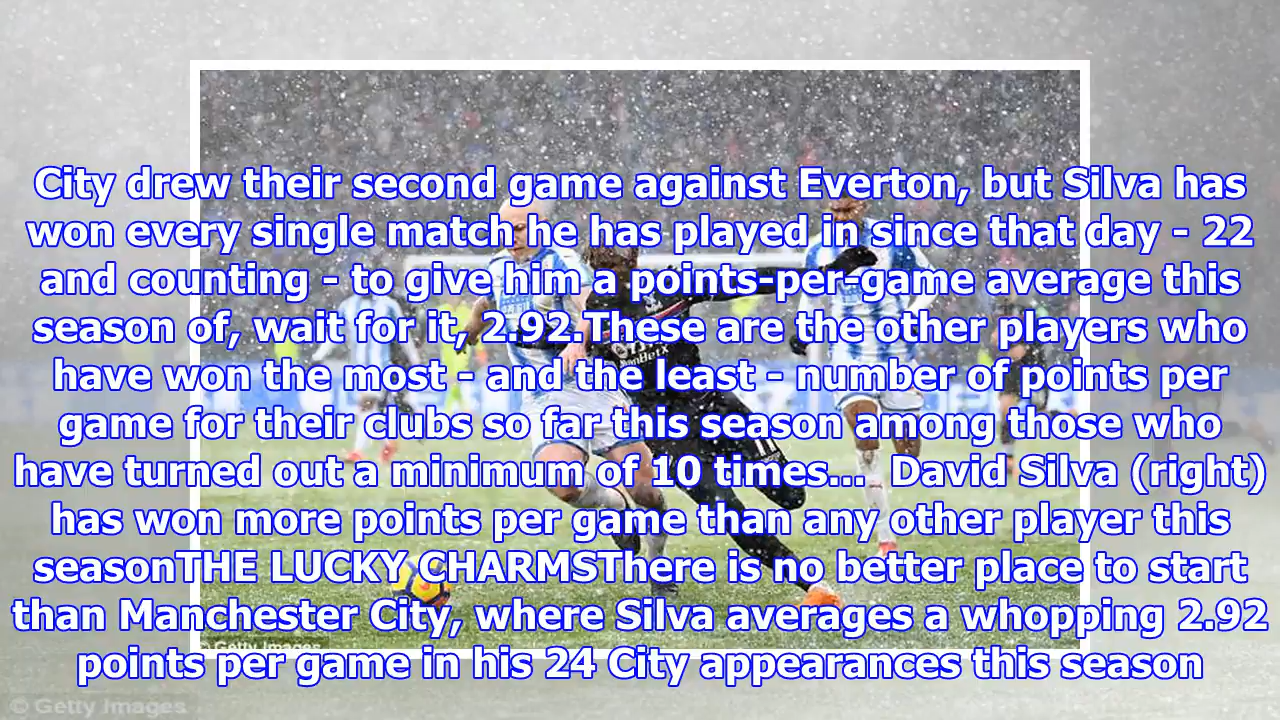 City drew their second game against Everton, but Silva has
won every single match he has played in since that day - 22
and counting - to give him a points-per-game average this
season of, wait for it, 2.92.These are the other players who
have won the most - and the least - number of points per
game for their clubs so far this season among those who
have turned out a minimum of 10 times... David Silva (right)
has won more points per game than any other player this
seasonTHE LUCKY CHARMSThere is no better place to start
than Manchester City, where Silva averages a whopping 2.92
points per game in his 24 City appearances this season
© Getty Images